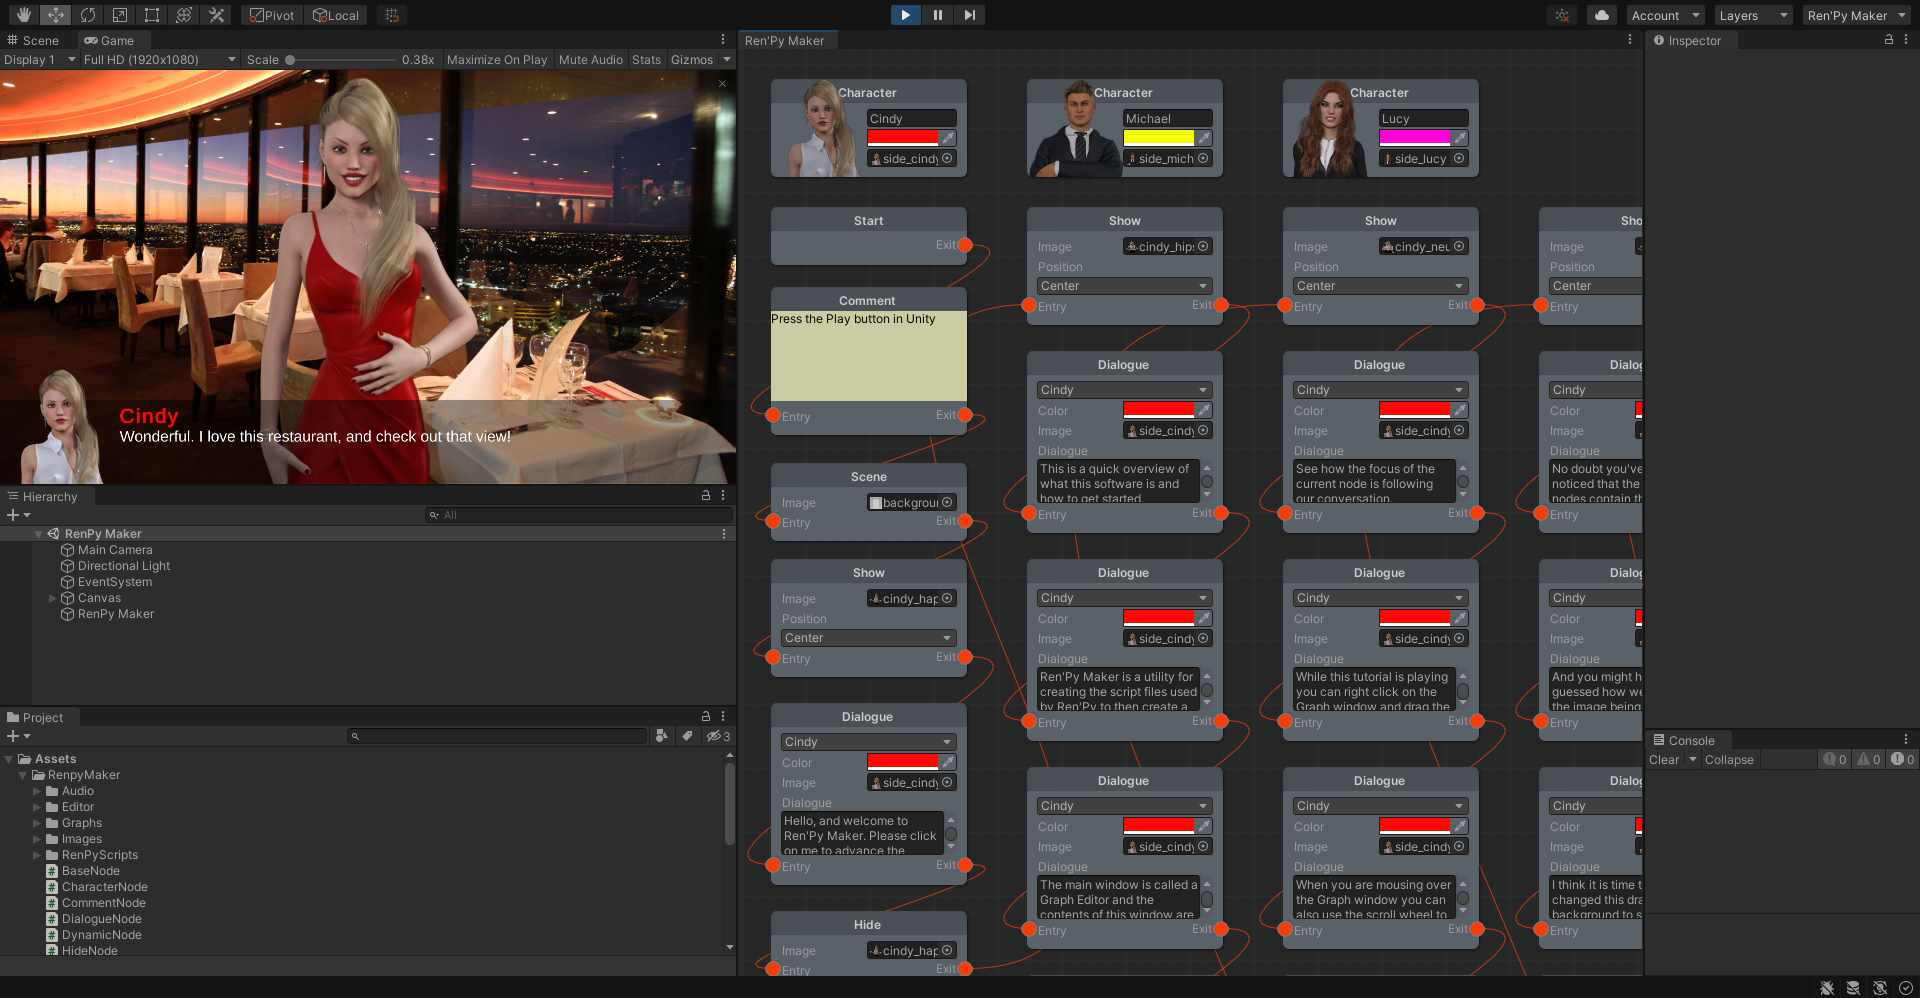 Pivot
Local
Account
Layers
Ren'Py Maker
Scene
Game
Display 1
Full HD (1920x1080)
Scale
0.38x
Maximize On Play
Mute Audio
Stats
Gizmos
Cindy
Wonderful. I love this restaurant, and check out that view!
Hierarchy
All
RenPy Maker
Main Camera
Directional Light
EventSystem
Canvas
RenPy Maker
Project
3
Assets
RenpyMaker
Audio
Editor
Graphs
Images
RenPyScripts
BaseNode
CharacterNode
CommentNode
DialogueNode
DynamicNode
HideNode
Ren'Py Maker
Character
Cindy
side_cindy
Character
Michael
side_mich
Character
Lucy
side_lucy
Start
Exit
Comment
Press the Play button in Unity
Entry
Exit
Scene
Image
backgrou
Entry
Exit
Show
Image
cindy_hap
Position
Center
Entry
Exit
Dialogue
Cindy
Color
Image
side_cindy
Dialogue
Hello, and welcome to
Ren'Py Maker. Please click
on me to advance the
Entry
Exit
Hide
Image
cindy_hap
Entry
Exit
Show
Image
cindy_hip
Position
Center
Entry
Exit
Dialogue
Cindy
Color
Image
side_cindy
Dialogue
This is a quick overview of
what this software is and
how to get started.
Entry
Exit
Dialogue
Cindy
Color
Image
side_cindy
Dialogue
Ren'Py Maker is a utility for
creating the script files used
by Ren'Py to then create a
Entry
Exit
Dialogue
Cindy
Color
Image
side_cindy
Dialogue
The main window is called a
Graph Editor and the
contents of this window are
Entry
Exit
Show
Image
cindy_neu
Position
Center
Entry
Exit
Dialogue
Cindy
Color
Image
side_cindy
Dialogue
See how the focus of the
current node is following
our conversation.
Entry
Exit
Dialogue
Cindy
Color
Image
side_cindy
Dialogue
While this tutorial is playing
you can right click on the
Graph window and drag the
Entry
Exit
Dialogue
Cindy
Color
Image
side_cindy
Dialogue
When you are mousing over
the Graph window you can
also use the scroll wheel to
Entry
Exit
Sho
Image
Position
Center
Entry
Dialog
Cindy
Color
Image
Dialogue
No doubt you've
noticed that the
nodes contain th
Entry
Dialog
Cindy
Color
Image
Dialogue
And you might h
guessed how we
the image being
Entry
Dialog
Cindy
Color
Image
Dialogue
I think it is time t
changed this dra
background to s
Entry
Inspector
Console
Clear
Collapse
0
0
0